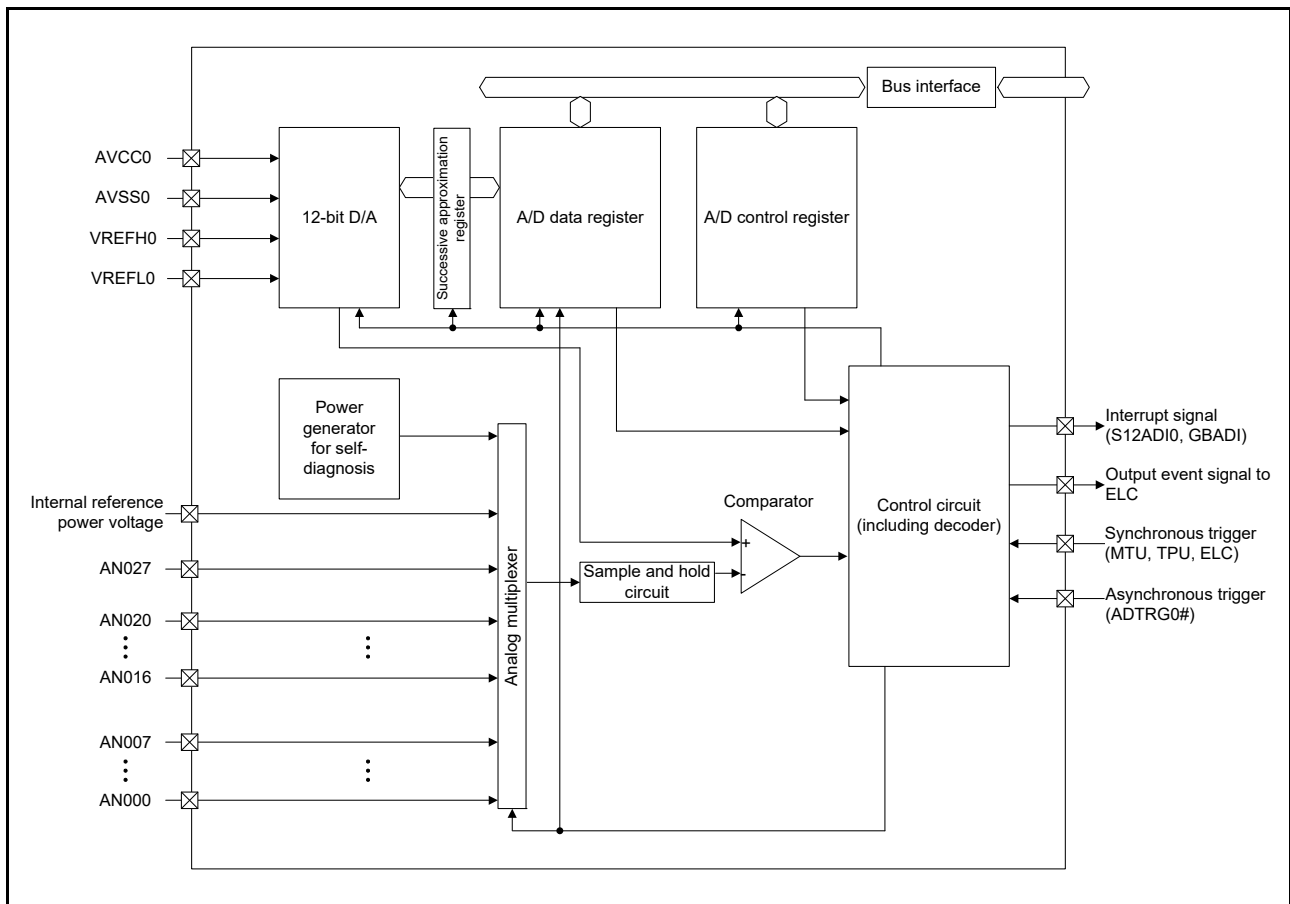 Bus interface
AVCC0
AVSS0
VREFH0
VREFL0
12-bit D/A
Successive approximation
register
A/D data register
A/D control register
Power
generator
for self-
diagnosis
Internal reference
power voltage
AN027
AN020
AN016
AN007
AN000
Analog multiplexer
Sample and hold
circuit
Comparator
+
-
Control circuit
(including decoder)
Interrupt signal
(S12ADI0, GBADI)
Output event signal to
ELC
Synchronous trigger
(MTU, TPU, ELC)
Asynchronous trigger
(ADTRG0#)